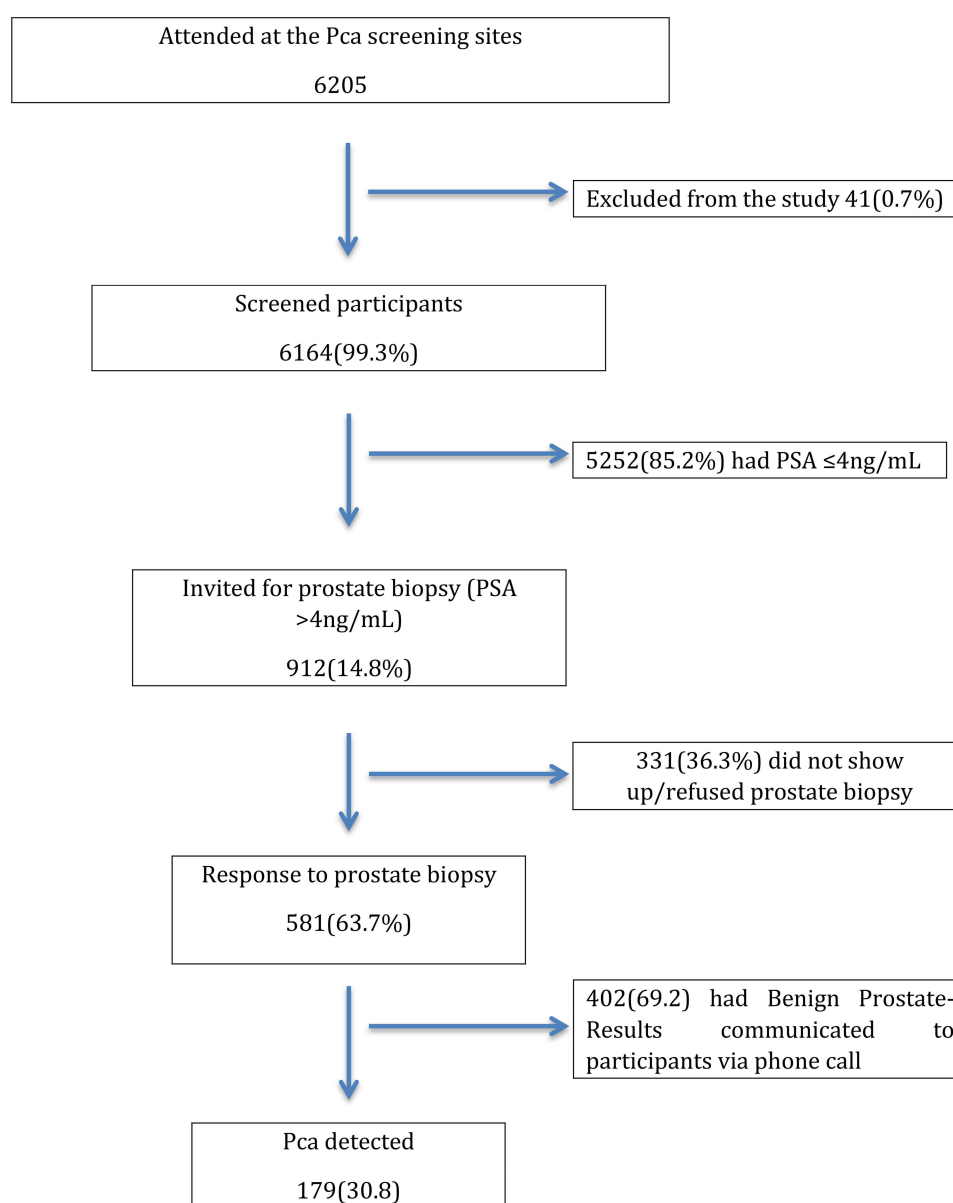 Attended at the Pca screening sites
6205
Excluded from the study 41(0.7%)
Screened participants
6164(99.3%)
5252(85.2%) had PSA ≤4ng/mL
Invited for prostate biopsy (PSA
>4ng/mL)
912(14.8%)
331(36.3%) did not show
up/refused prostate biopsy
Response to prostate biopsy
581(63.7%)
402(69.2) had Benign Prostate-
Results communicated to
participants via phone call
Pca detected
179(30.8)